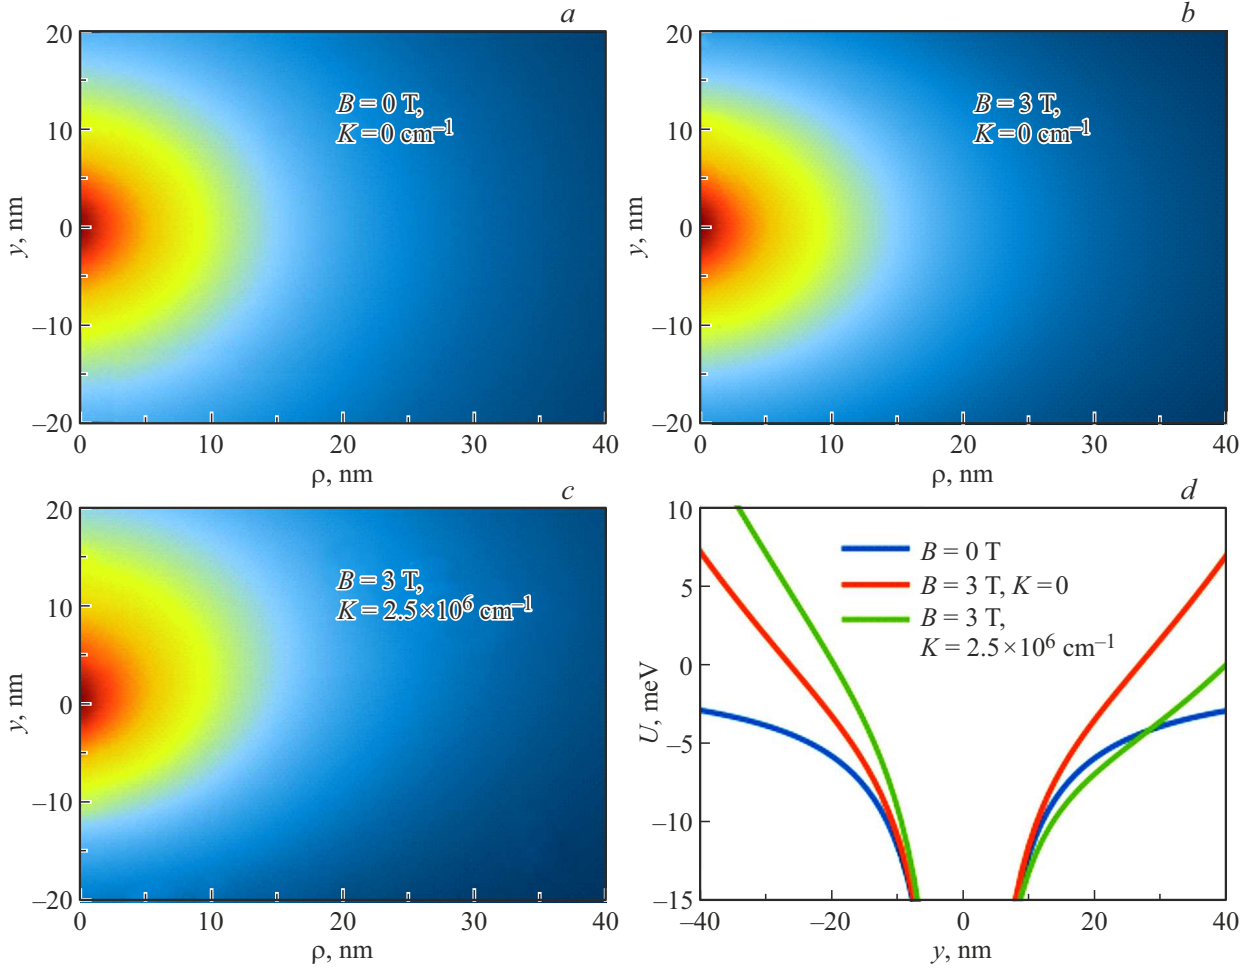 a
20
10
0
–10
–20
y, nm
B = 0 T,
K = 0 cm⁻¹
0
10
20
30
40
ρ, nm
b
20
10
0
–10
–20
y, nm
B = 3 T,
K = 0 cm⁻¹
0
10
20
30
40
ρ, nm
c
20
10
0
–10
–20
y, nm
B = 3 T,
K = 2.5×10⁶ cm⁻¹
0
10
20
30
40
ρ, nm
d
10
5
0
–5
–10
–15
U, meV
B = 0 T
B = 3 T, K = 0
B = 3 T,
K = 2.5×10⁶ cm⁻¹
–40
–20
0
20
40
y, nm